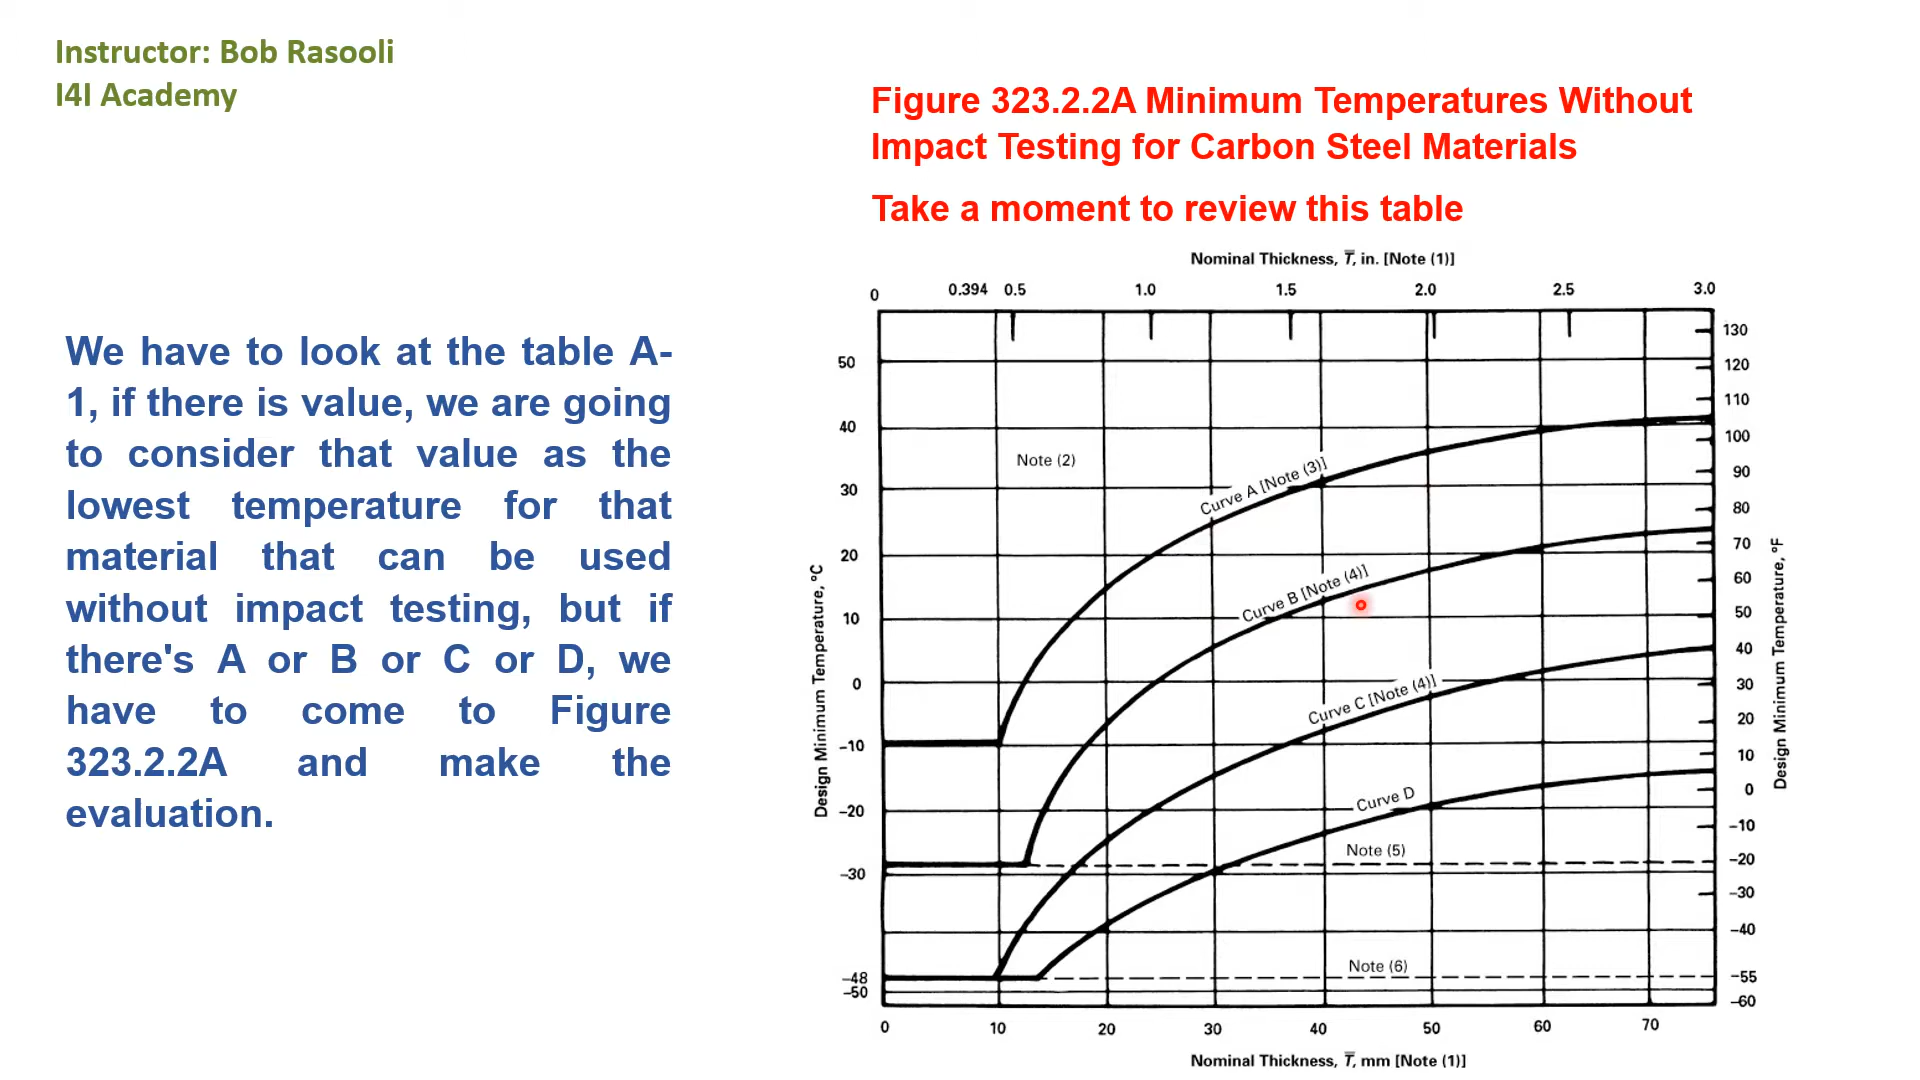 Instructor: Bob Rasooli
I4I Academy
Figure 323.2.2A Minimum Temperatures Without
Impact Testing for Carbon Steel Materials
Take a moment to review this table
We have to look at the table A-
1, if there is value, we are going
to consider that value as the
lowest temperature for that
material that can be used
without impact testing, but if
there's A or B or C or D, we
have to come to Figure
323.2.2A and make the
evaluation.
Nominal Thickness, T̅, in. [Note (1)]
0 0.394 0.5 1.0 1.5 2.0 2.5 3.0
50
40
30
20
10
0
–10
–20
–30
–48
–50
Design Minimum Temperature, °C
Note (2)
Curve A [Note (3)]
Curve B [Note (4)]
Curve C [Note (4)]
Curve D
Note (5)
Note (6)
130
120
110
100
90
80
70
60
50
40
30
20
10
0
–10
–20
–30
–40
–55
–60
Design Minimum Temperature, °F
0 10 20 30 40 50 60 70
Nominal Thickness, T̅, mm [Note (1)]